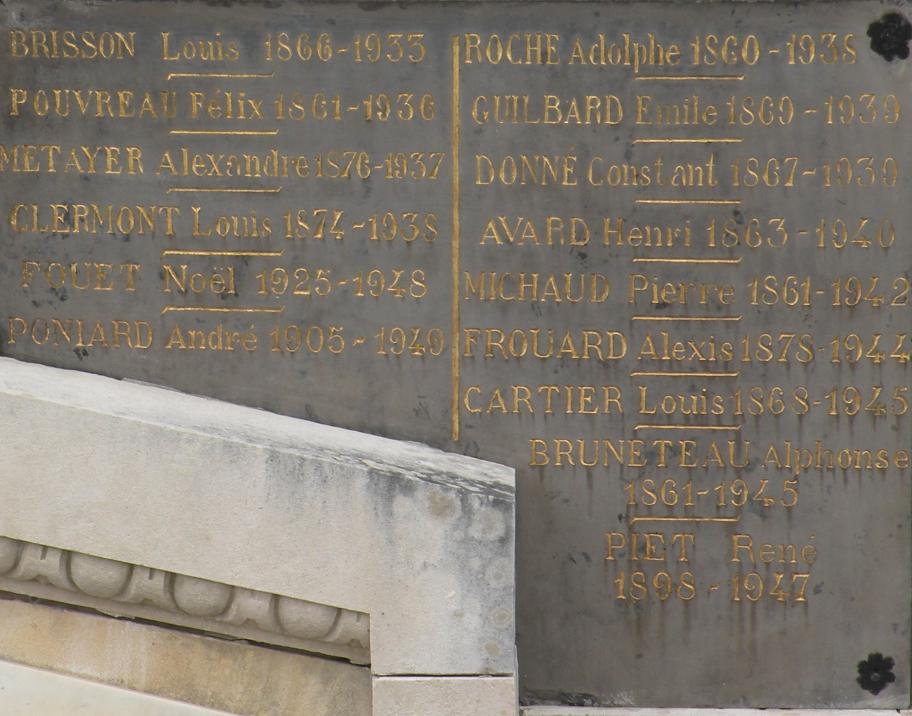 BRISSON Louis 1866-1933
POUVREAU Félix 1861-1936
METAYER Alexandre 1876-1937
CLERMONT Louis 1874-1938
FOUET Noël 1925-1948
PONIARD André 1905-1949
ROCHE Adolphe 1860-1938
GUILBARD Emile 1869-1939
DONNÉ Constant 1867-1939
AVARD Henri 1863-1940
MICHAUD Pierre 1861-1942
FROUARD Alexis 1878-1944
CARTIER Louis 1868-1945
BRUNETEAU Alphonse
1861-1945
PIET René
1898-1947